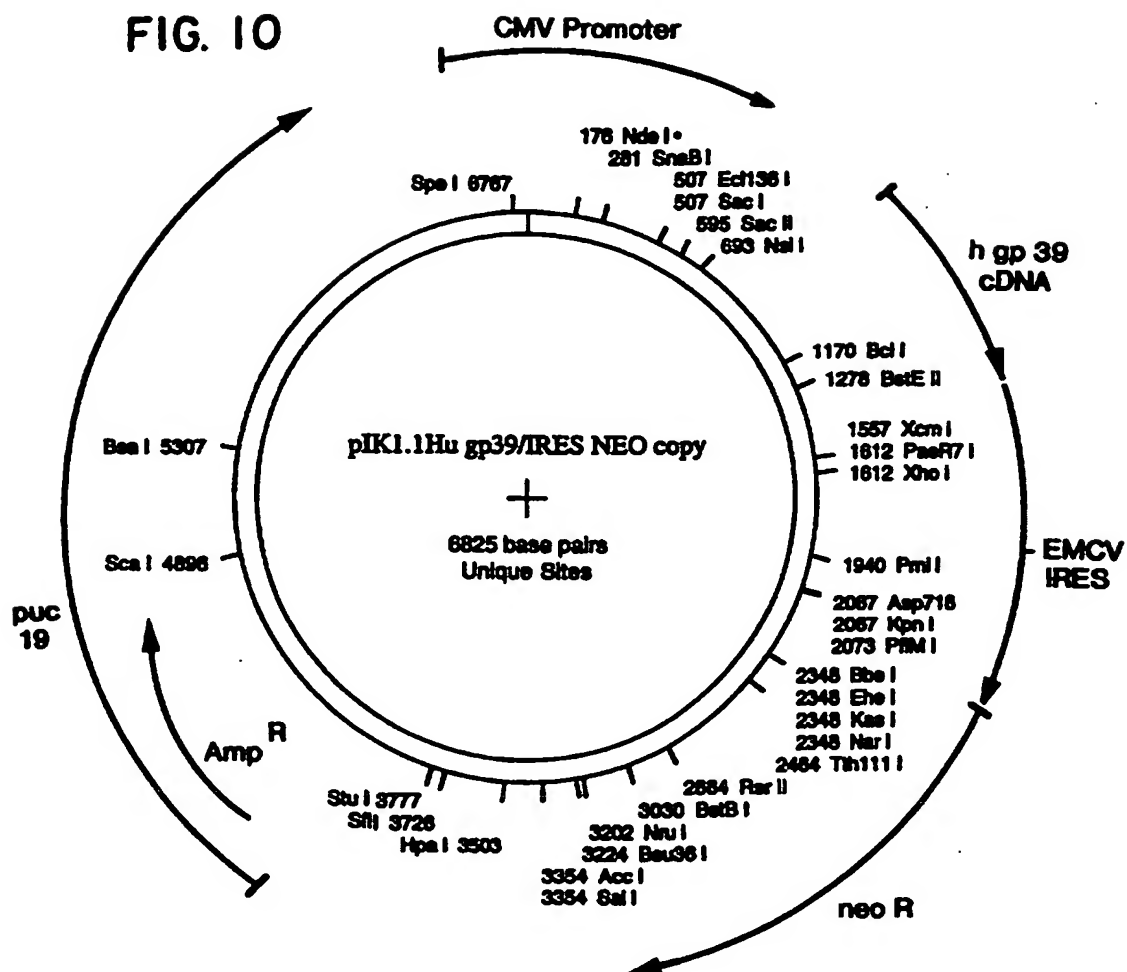 FIG. 10
CMV Promoter
176 Nde I
281 SnaB I
507 Ecl136 I
507 Sac I
595 Sac II
693 Nsi I
Spe I 6767
h gp 39
cDNA
1170 Bcl I
1278 BstE II
1557 Xcm I
1612 PaeR7 I
1612 Xho I
pIK1.1Hu gp39/IRES NEO copy
6825 base pairs
Unique Sites
Bsa I 5307
Sca I 4896
1940 Pml I
EMCV
IRES
2067 Asp718
2067 Kpn I
2073 PflM I
puc
19
2348 Bbe I
2348 Ehe I
2348 Kas I
2348 Nar I
2464 Tth111 I
Amp R
2684 Rsr II
3030 BstB I
3202 Nru I
3224 Bsu36 I
3354 Acc I
3354 Sal I
Stu I 3777
Sfi I 3726
Hpa I 3503
neo R